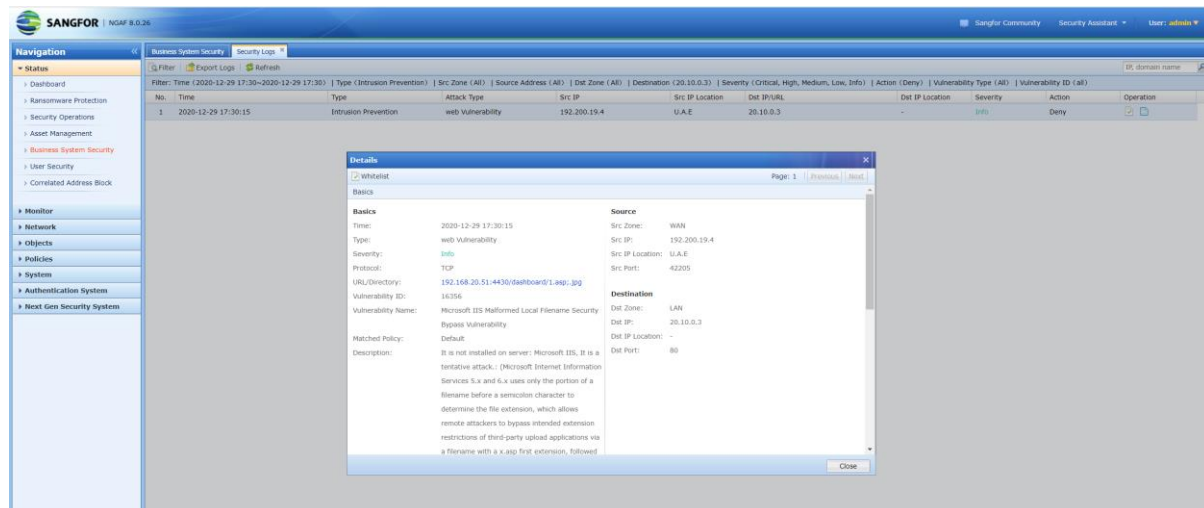 SANGFOR | NGAF 8.0.26
Sangfor Community Security Assistant User: admin
Navigation
Business System Security Security Logs
Status
Filter Export Logs Refresh
IP, domain name
Dashboard
Filter: Time (2020-12-29 17:30~2020-12-29 17:30) | Type (Intrusion Prevention) | Src Zone (All) | Source Address (All) | Dst Zone (All) | Destination (20.10.0.3) | Severity (Critical, High, Medium, Low, Info) | Action (Deny) | Vulnerability Type (All) | Vulnerability ID (all)
Ransomware Protection
No. Time Type Attack Type Src IP Src IP Location Dst IP/URL Dst IP Location Severity Action Operation
Security Operations
1 2020-12-29 17:30:15 Intrusion Prevention web Vulnerability 192.200.19.4 U.A.E 20.10.0.3 - Info Deny
Asset Management
Business System Security
User Security
Correlated Address Block
Monitor
Network
Objects
Policies
System
Authentication System
Next Gen Security System
Details
Whitelist Page: 1 Previous Next
Basics
Basics
Time: 2020-12-29 17:30:15
Type: web Vulnerability
Severity: Info
Protocol: TCP
URL/Directory: 192.168.20.51:4430/dashboard/1.asp;.jpg
Vulnerability ID: 16356
Vulnerability Name: Microsoft IIS Malformed Local Filename Security
Bypass Vulnerability
Matched Policy: Default
Description: It is not installed on server: Microsoft IIS, It is a
tentative attack.: (Microsoft Internet Information
Services 5.x and 6.x uses only the portion of a
filename before a semicolon character to
determine the file extension, which allows
remote attackers to bypass intended extension
restrictions of third-party upload applications via
a filename with a x.asp first extension, followed
Source
Src Zone: WAN
Src IP: 192.200.19.4
Src IP Location: U.A.E
Src Port: 42205
Destination
Dst Zone: LAN
Dst IP: 20.10.0.3
Dst IP Location: -
Dst Port: 80
Close